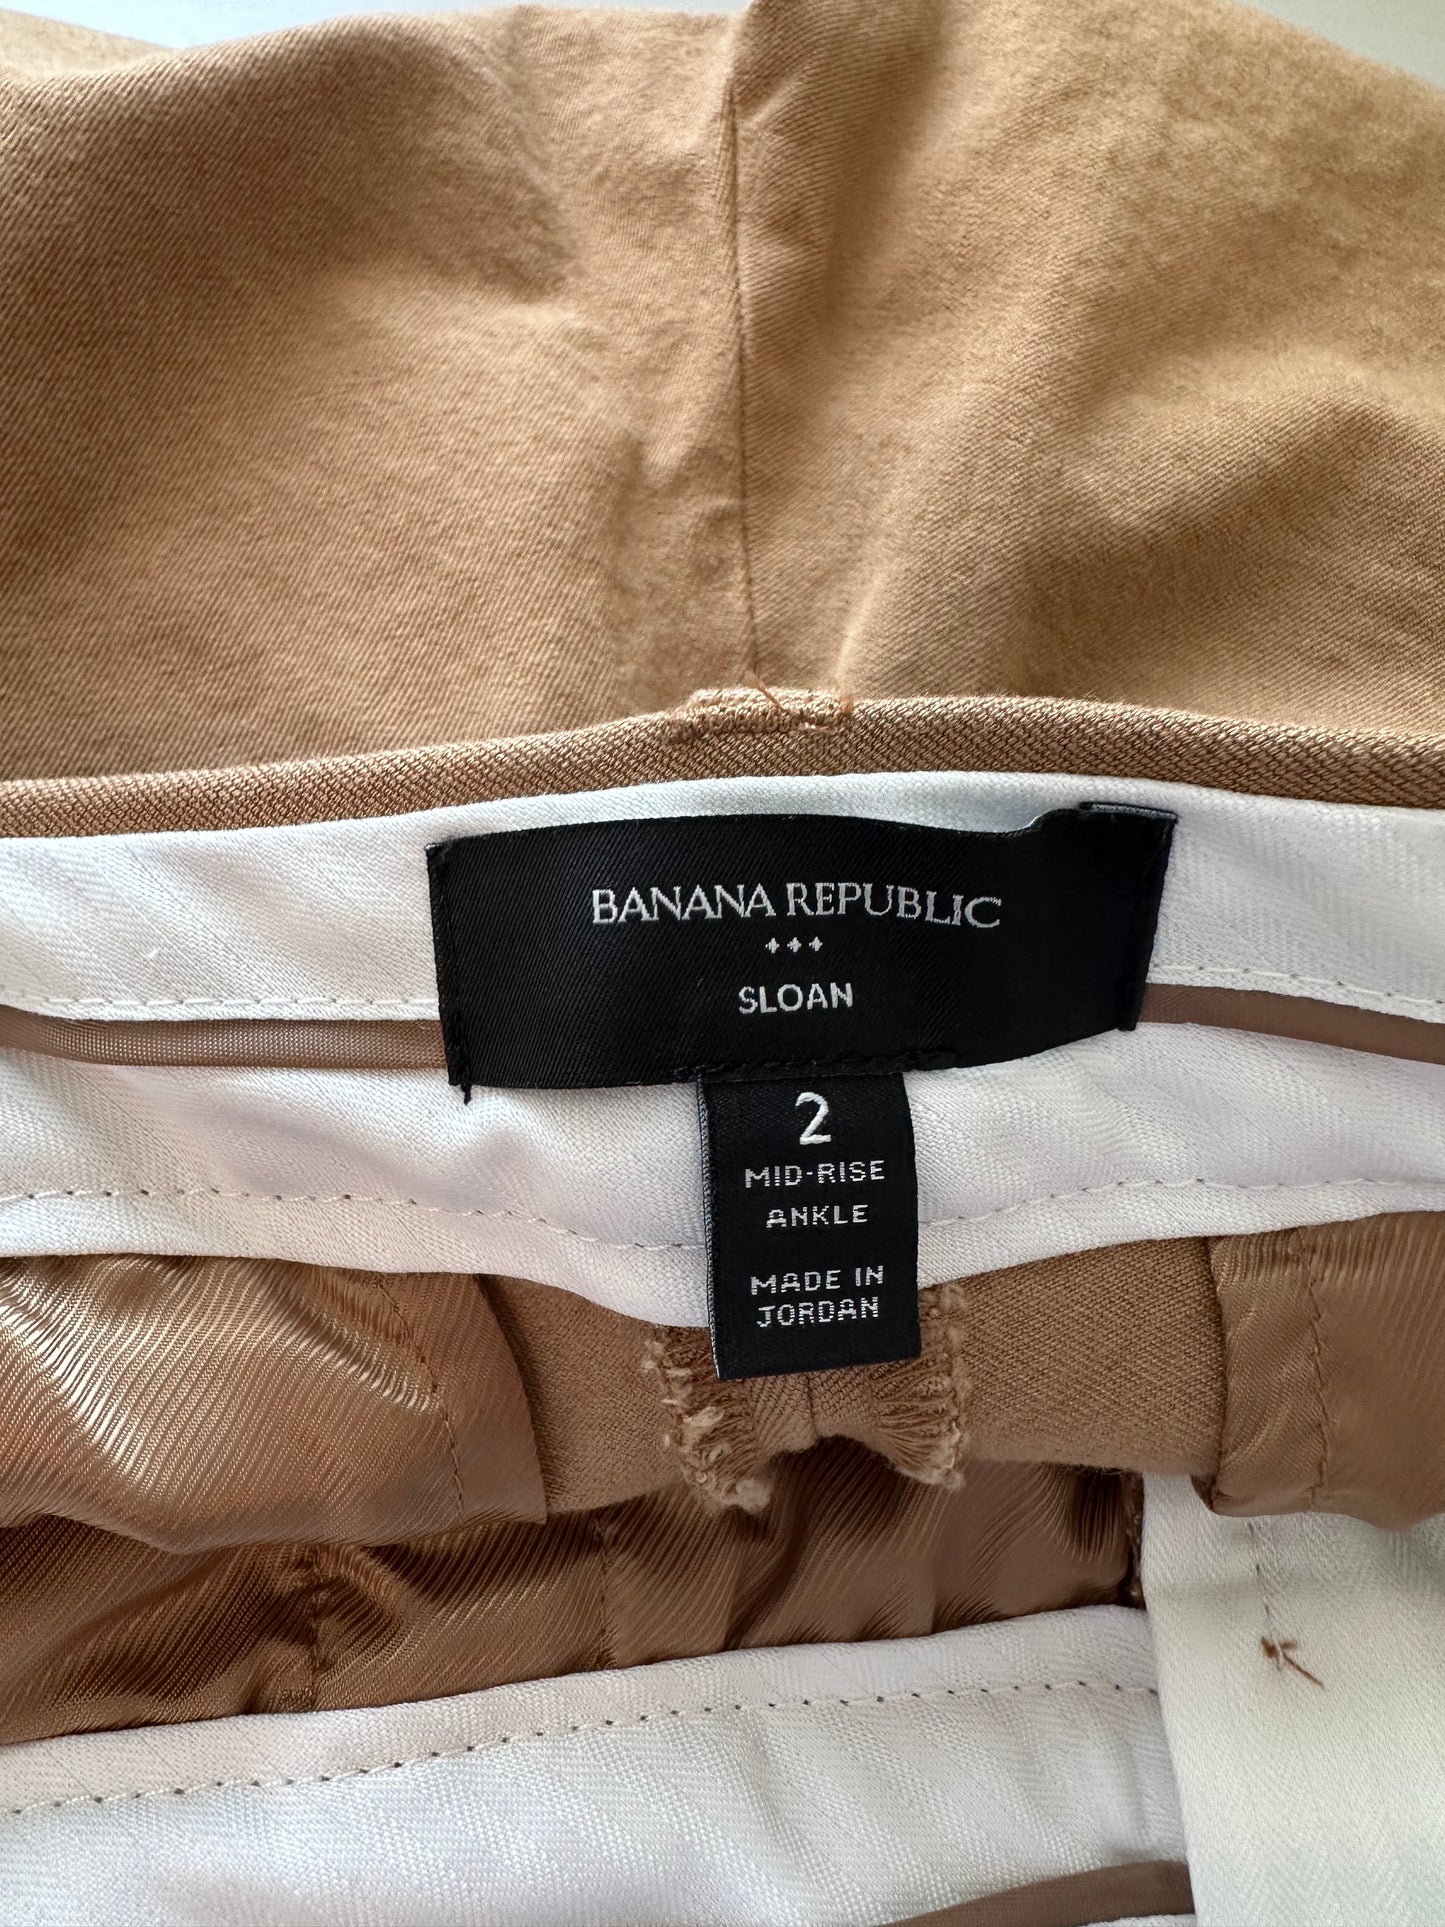 BANANA REPUBLIC
SLOAN
2
MID-RISE
ANKLE
MADE IN
JORDAN